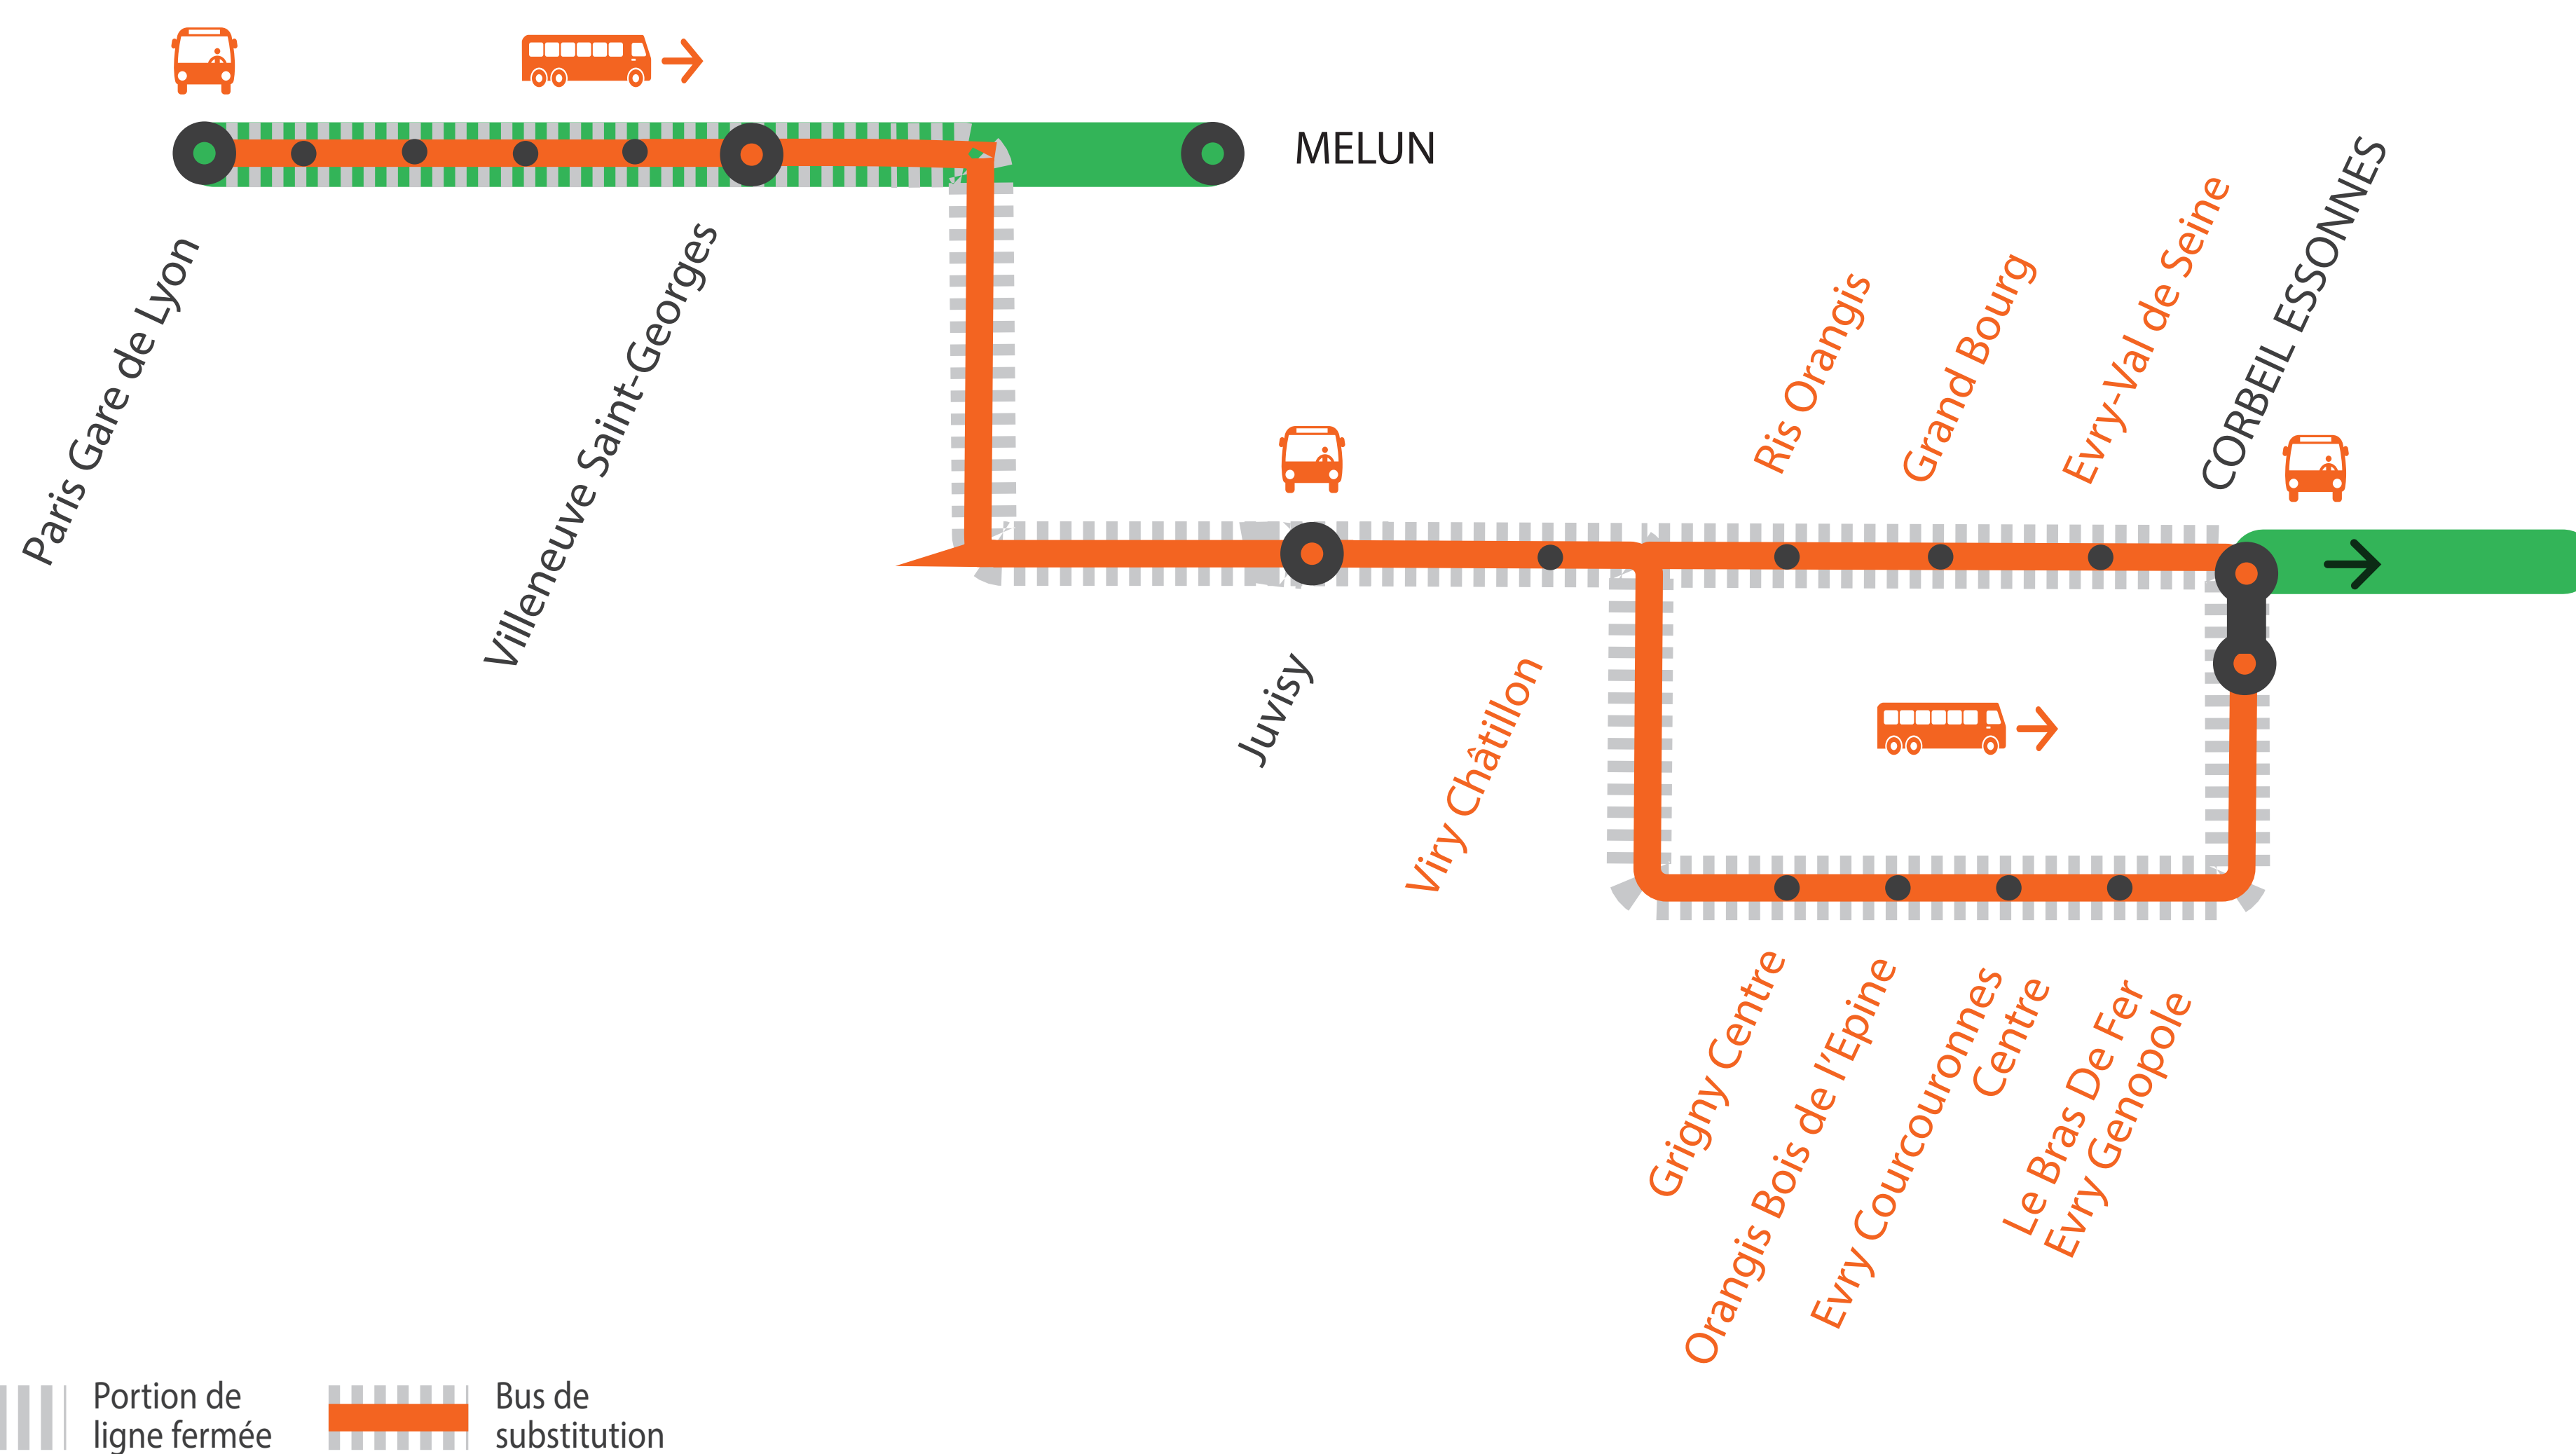 MELUN
Paris Gare de Lyon
Villeneuve Saint-Georges
Juvisy
Viry Châtillon
Ris Orangis
Grand Bourg
Evry-Val de Seine
CORBEIL ESSONNES
Grigny Centre
Orangis Bois de l'Epine
Evry Courcouronnes
Centre
Le Bras De Fer
Evry Genopole
Portion de
ligne fermée
Bus de
substitution